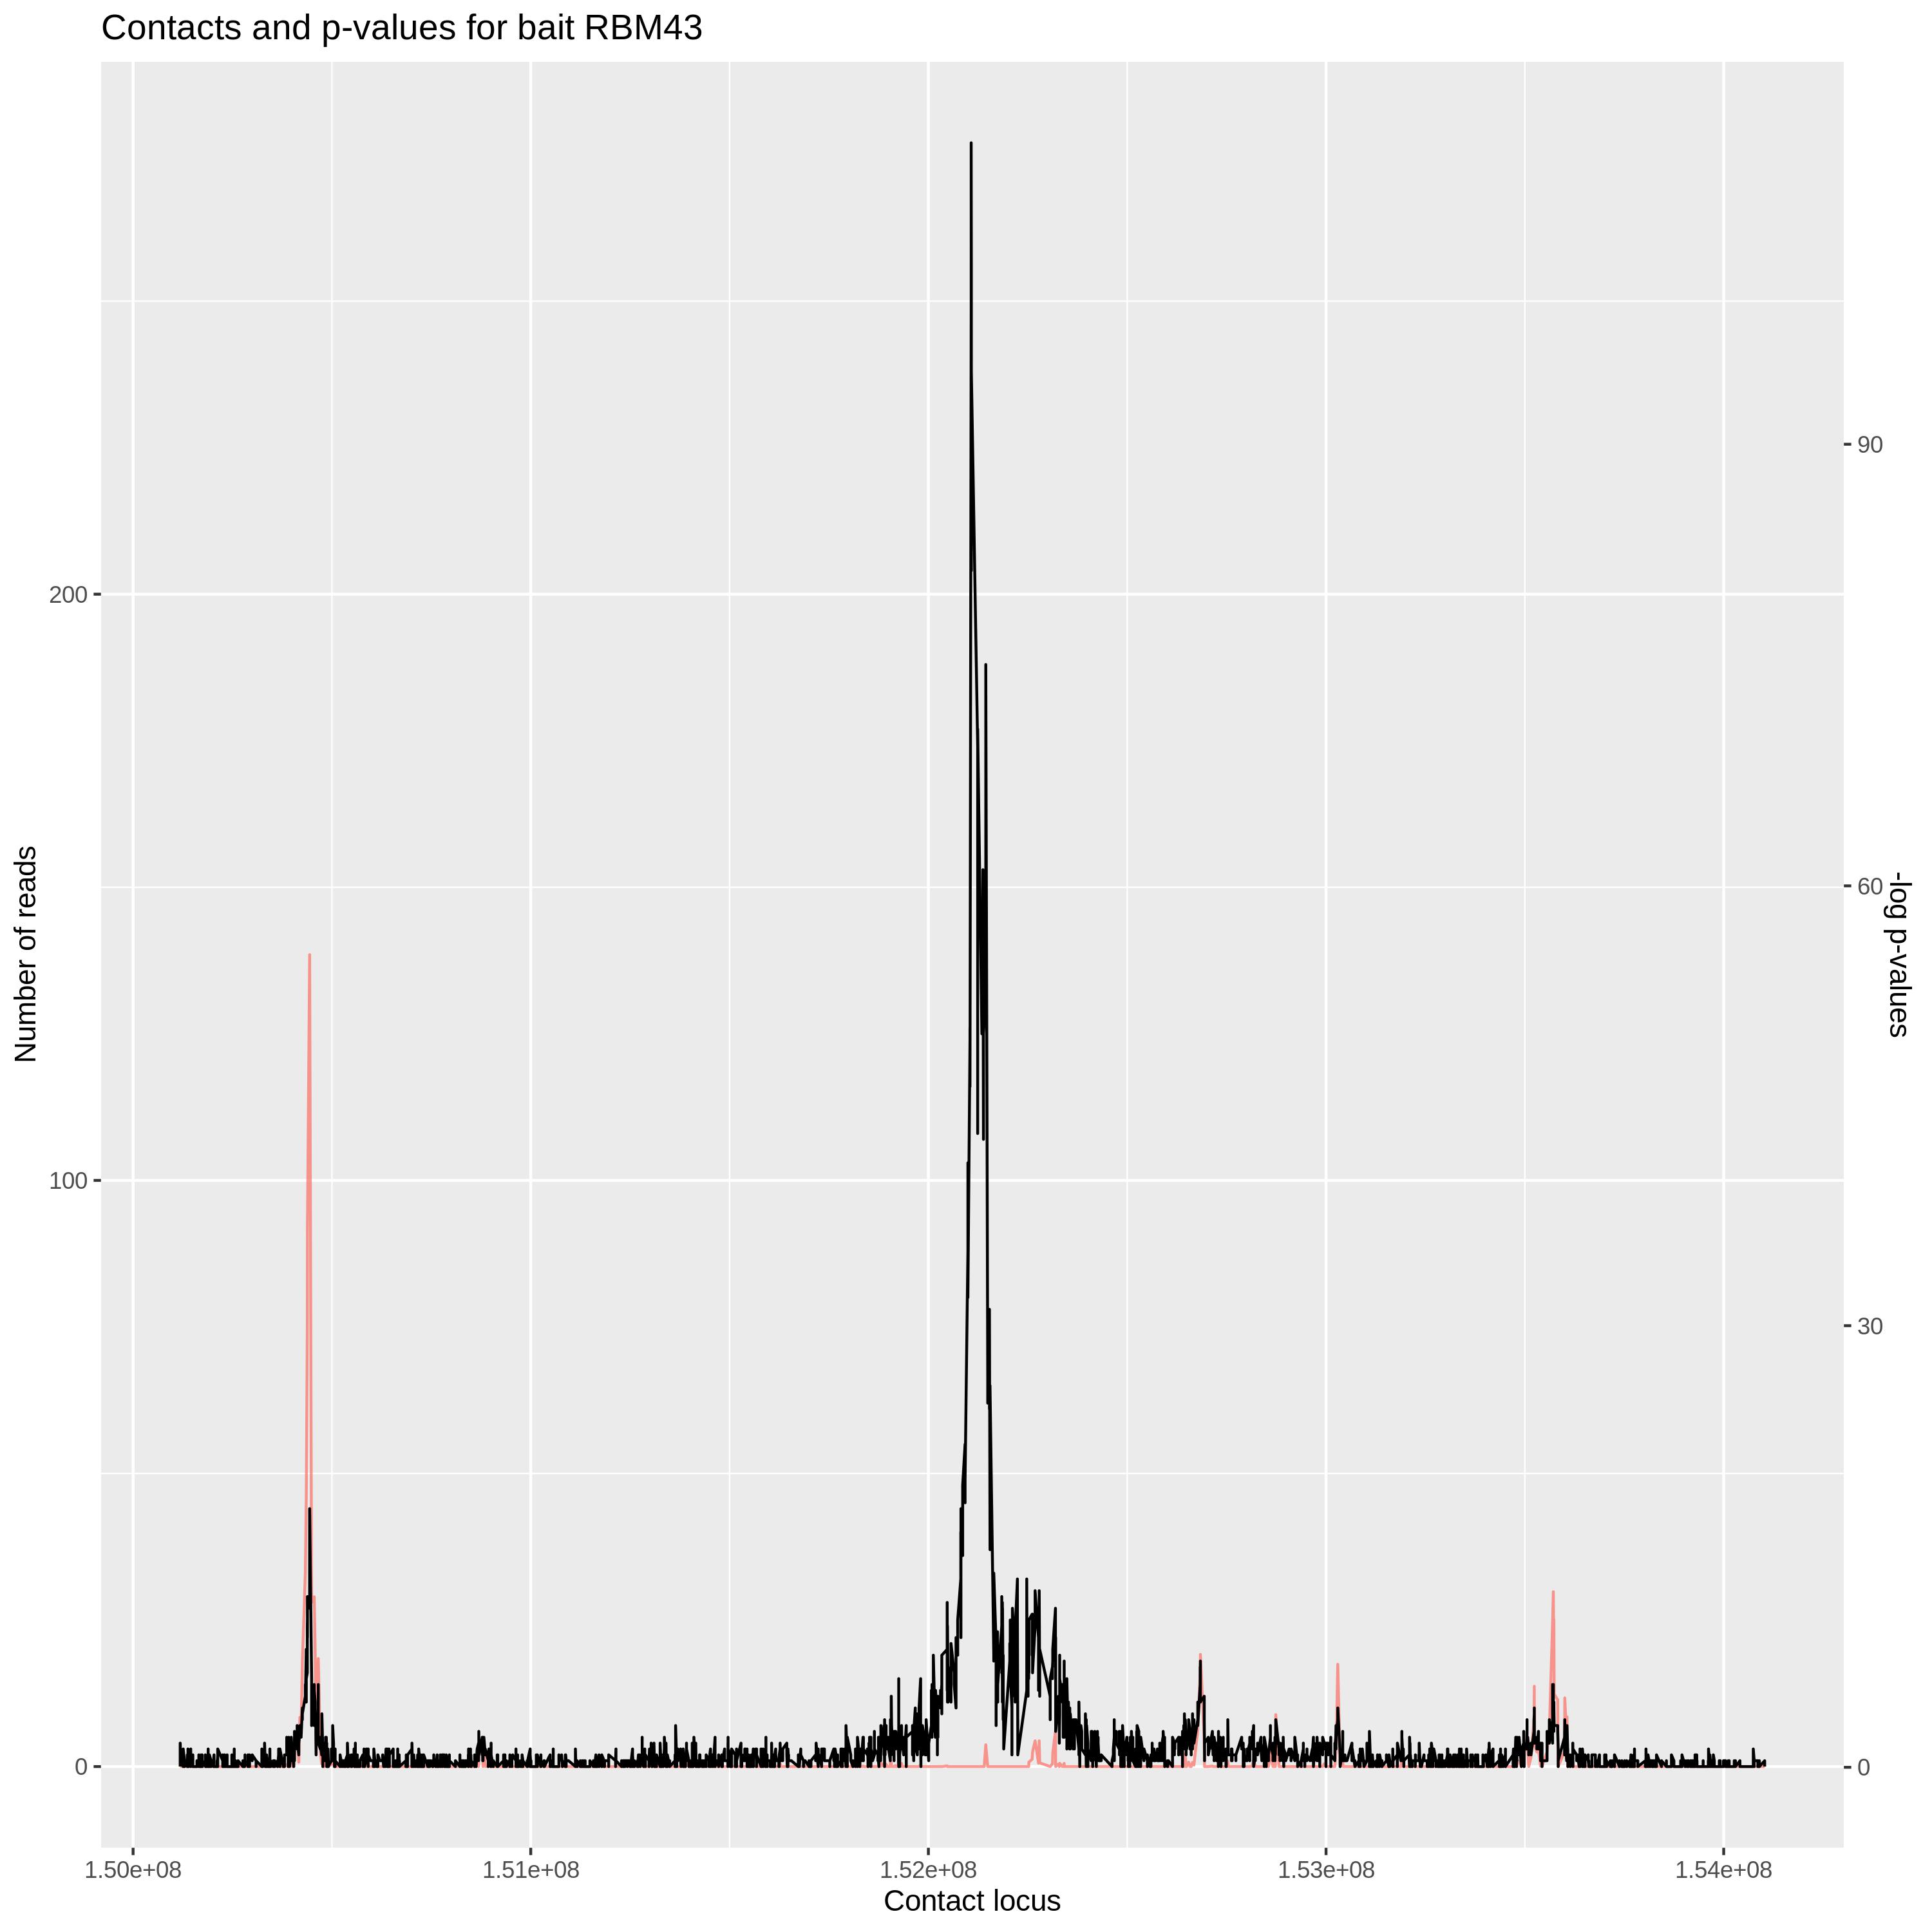 Contacts and p-values for bait RBM43
Number of reads
200
100
0
90
60
30
0
-log p-values
1.50e+08
1.51e+08
1.52e+08
1.53e+08
1.54e+08
Contact locus